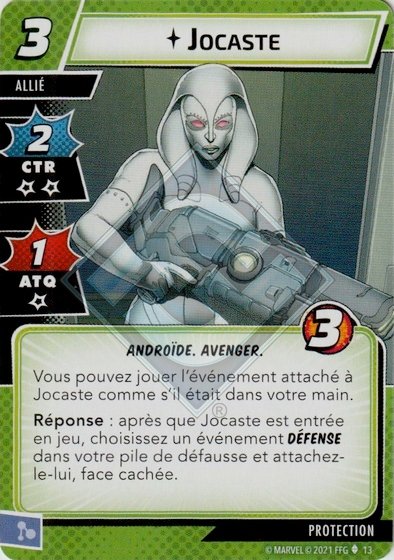 3
Jocaste
ALLIÉ
2
CTR
1
ATQ
3
ANDROÏDE. AVENGER.
Vous pouvez jouer l'événement attaché à
Jocaste comme s'il était dans votre main.
Réponse : après que Jocaste est entrée
en jeu, choisissez un événement DÉFENSE
dans votre pile de défausse et attachez-
le-lui, face cachée.
®
PROTECTION
© MARVEL © 2021 FFG 13